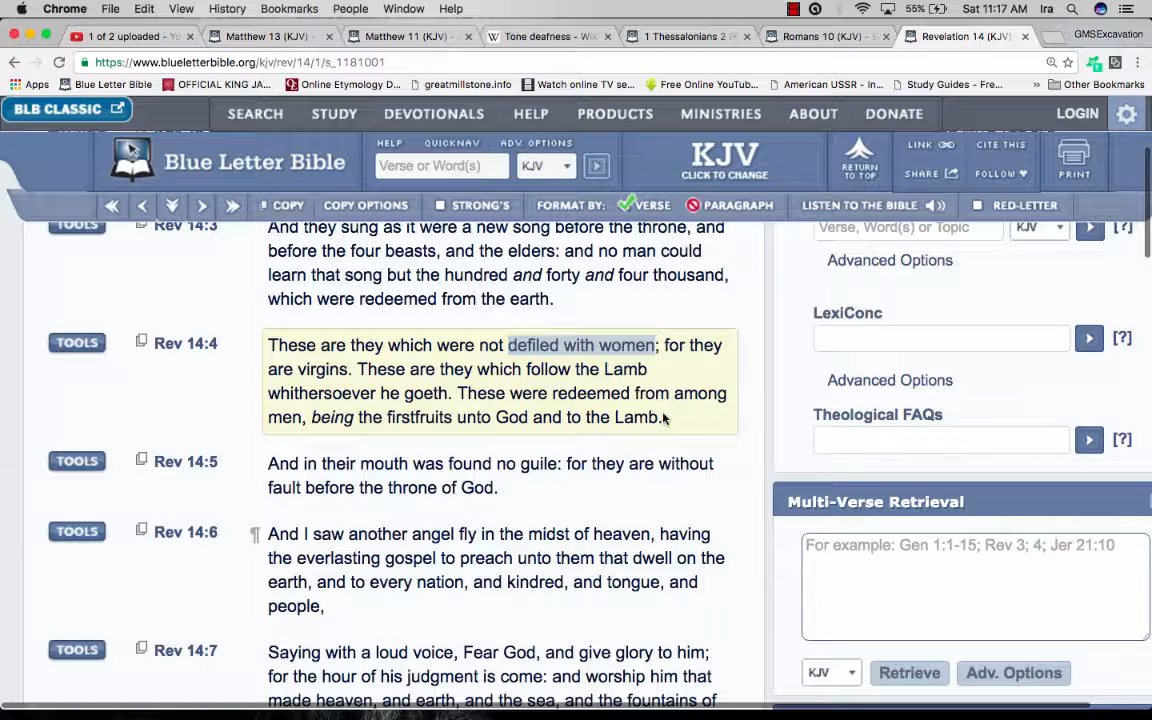 Chrome File Edit View History Bookmarks People Window Help 55% Sat 11:17 AM Ira
1 of 2 uploaded - Yo Matthew 13 (KJV) - Matthew 11 (KJV) - Tone deafness - Wik 1 Thessalonians 2 (K Romans 10 (KJV) - S Revelation 14 (KJV) GMSExcavation
https://www.blueletterbible.org/kjv/rev/14/1/s_1181001
Apps Blue Letter Bible OFFICIAL KING JA... Online Etymology D... greatmillstone.info Watch online TV se... Free Online YouTub... American USSR - In... Study Guides - Fre... » Other Bookmarks
BLB CLASSIC SEARCH STUDY DEVOTIONALS HELP PRODUCTS MINISTRIES ABOUT DONATE LOGIN
HELP QUICKNAV ADV. OPTIONS
Blue Letter Bible Verse or Word(s) KJV
KJV
CLICK TO CHANGE
RETURN TO TOP
LINK CITE THIS
SHARE FOLLOW
PRINT
COPY COPY OPTIONS STRONG'S FORMAT BY: VERSE PARAGRAPH LISTEN TO THE BIBLE RED-LETTER
TOOLS Rev 14:3 And they sung as it were a new song before the throne, and
before the four beasts, and the elders: and no man could
learn that song but the hundred and forty and four thousand,
which were redeemed from the earth.
TOOLS Rev 14:4 These are they which were not defiled with women; for they
are virgins. These are they which follow the Lamb
whithersoever he goeth. These were redeemed from among
men, being the firstfruits unto God and to the Lamb.
TOOLS Rev 14:5 And in their mouth was found no guile: for they are without
fault before the throne of God.
TOOLS Rev 14:6 ¶ And I saw another angel fly in the midst of heaven, having
the everlasting gospel to preach unto them that dwell on the
earth, and to every nation, and kindred, and tongue, and
people,
TOOLS Rev 14:7 Saying with a loud voice, Fear God, and give glory to him;
for the hour of his judgment is come: and worship him that
made heaven, and earth, and the sea, and the fountains of
Verse, Word(s) or Topic KJV [?]
Advanced Options
LexiConc
[?]
Advanced Options
Theological FAQs
[?]
Multi-Verse Retrieval
For example: Gen 1:1-15; Rev 3; 4; Jer 21:10
KJV Retrieve Adv. Options